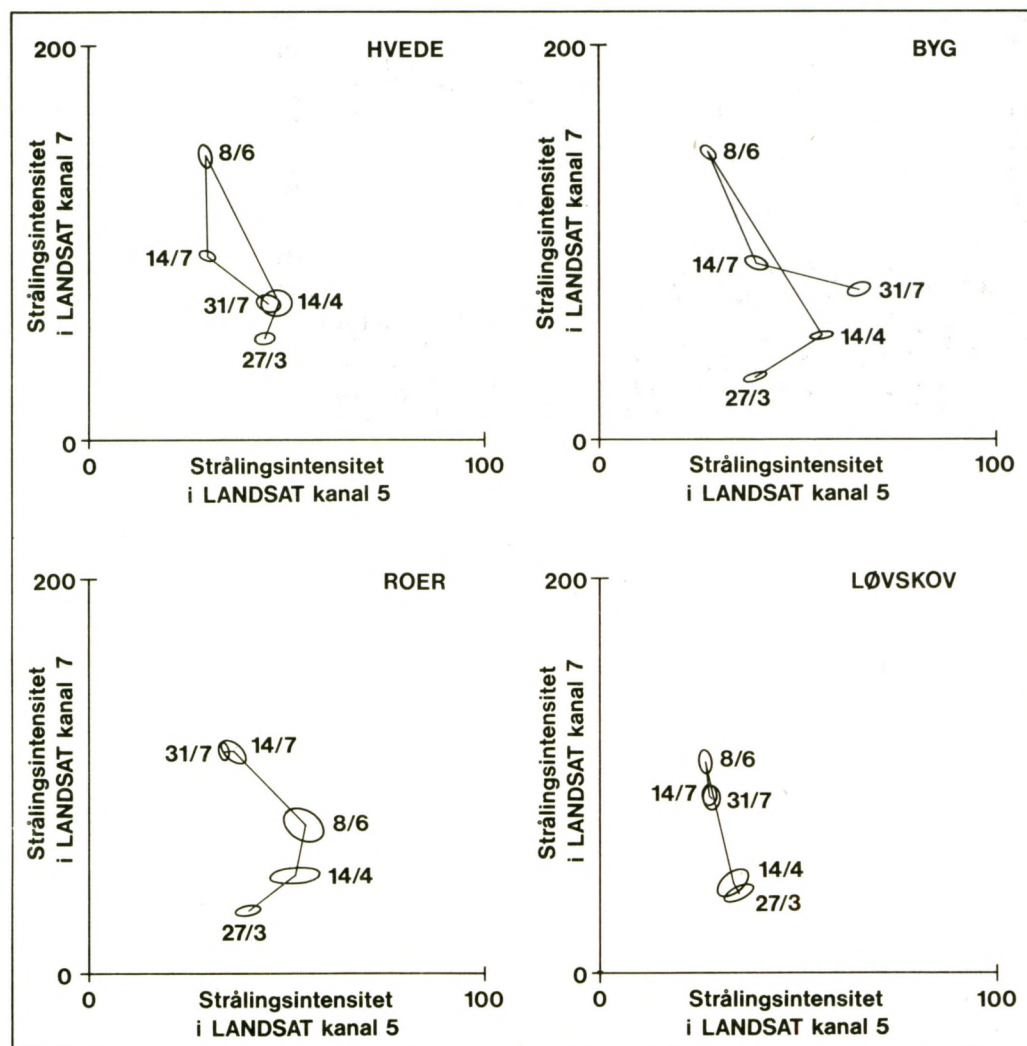 HVEDE
200
Strålingsintensitet
i LANDSAT kanal 7
8/6
14/7
31/7
14/4
27/3
0
0
Strålingsintensitet
i LANDSAT kanal 5
100
BYG
200
Strålingsintensitet
i LANDSAT kanal 7
8/6
14/7
31/7
14/4
27/3
0
0
Strålingsintensitet
i LANDSAT kanal 5
100
ROER
200
Strålingsintensitet
i LANDSAT kanal 7
31/7
14/7
8/6
14/4
27/3
0
0
Strålingsintensitet
i LANDSAT kanal 5
100
LØVSKOV
200
Strålingsintensitet
i LANDSAT kanal 7
8/6
14/7
31/7
14/4
27/3
0
0
Strålingsintensitet
i LANDSAT kanal 5
100